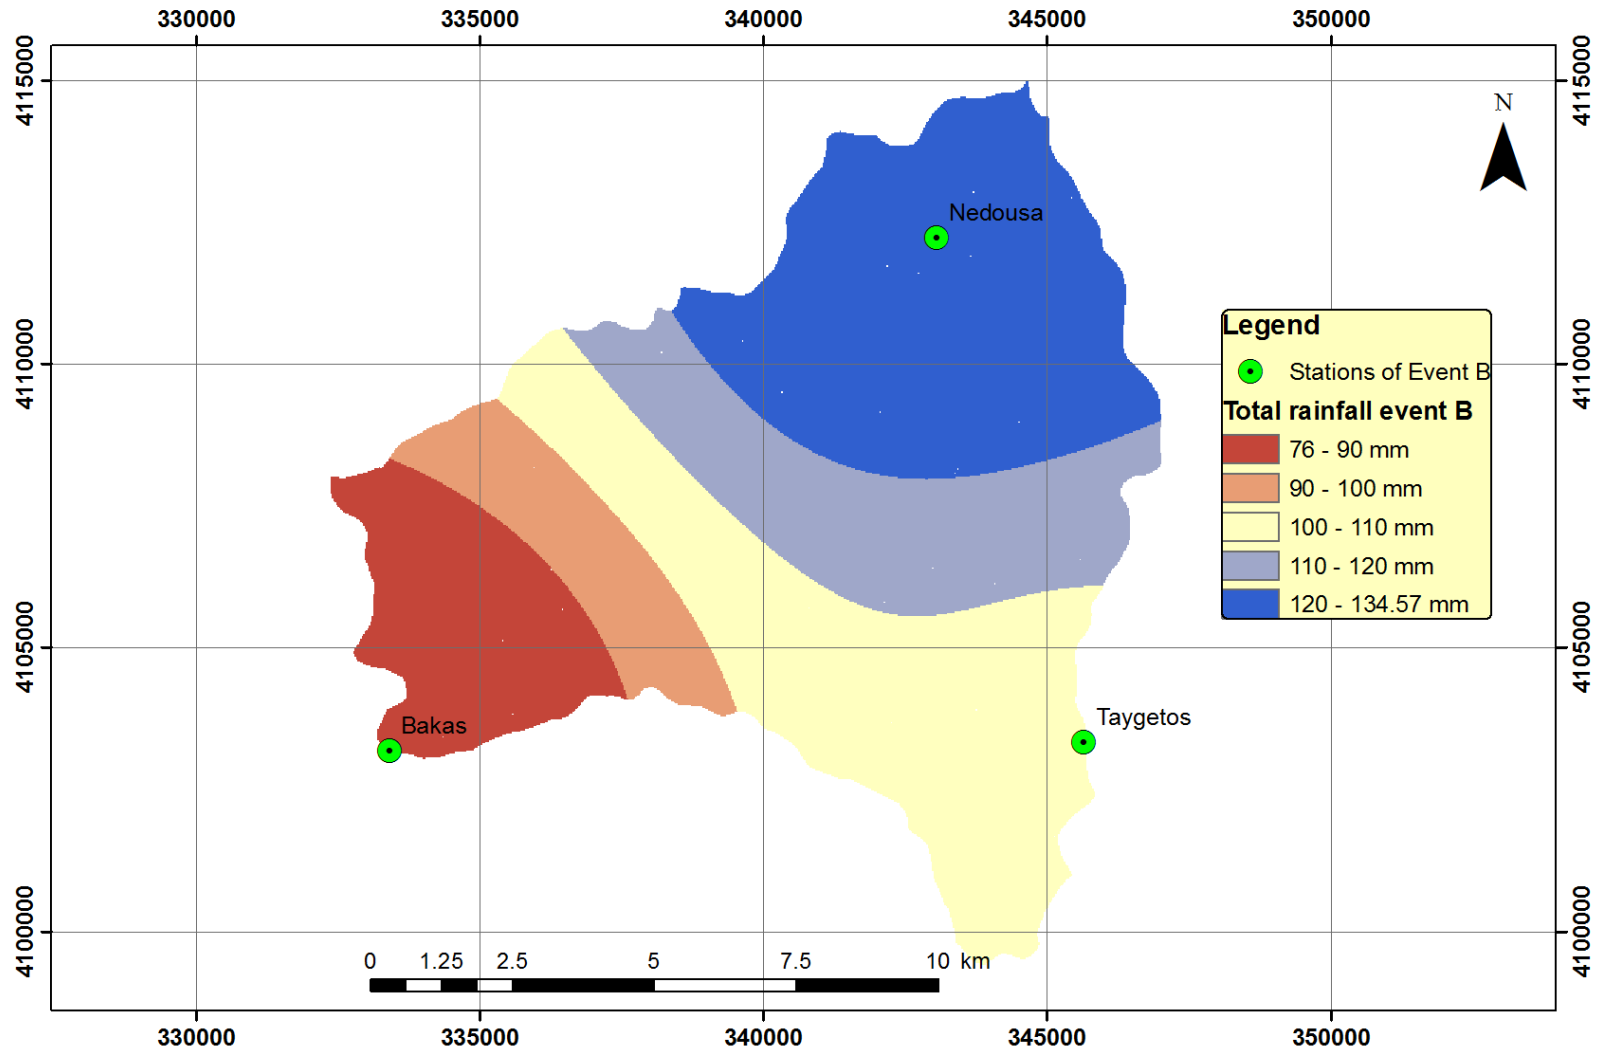 330000 335000 340000 345000 350000
4115000 4115000
N
Nedousa
Legend
Stations of Event B
Total rainfall event B
76 - 90 mm
90 - 100 mm
100 - 110 mm
110 - 120 mm
120 - 134.57 mm
4110000 4110000
4105000 4105000
Bakas
Taygetos
4100000 4100000
0 1.25 2.5 5 7.5 10 km
330000 335000 340000 345000 350000